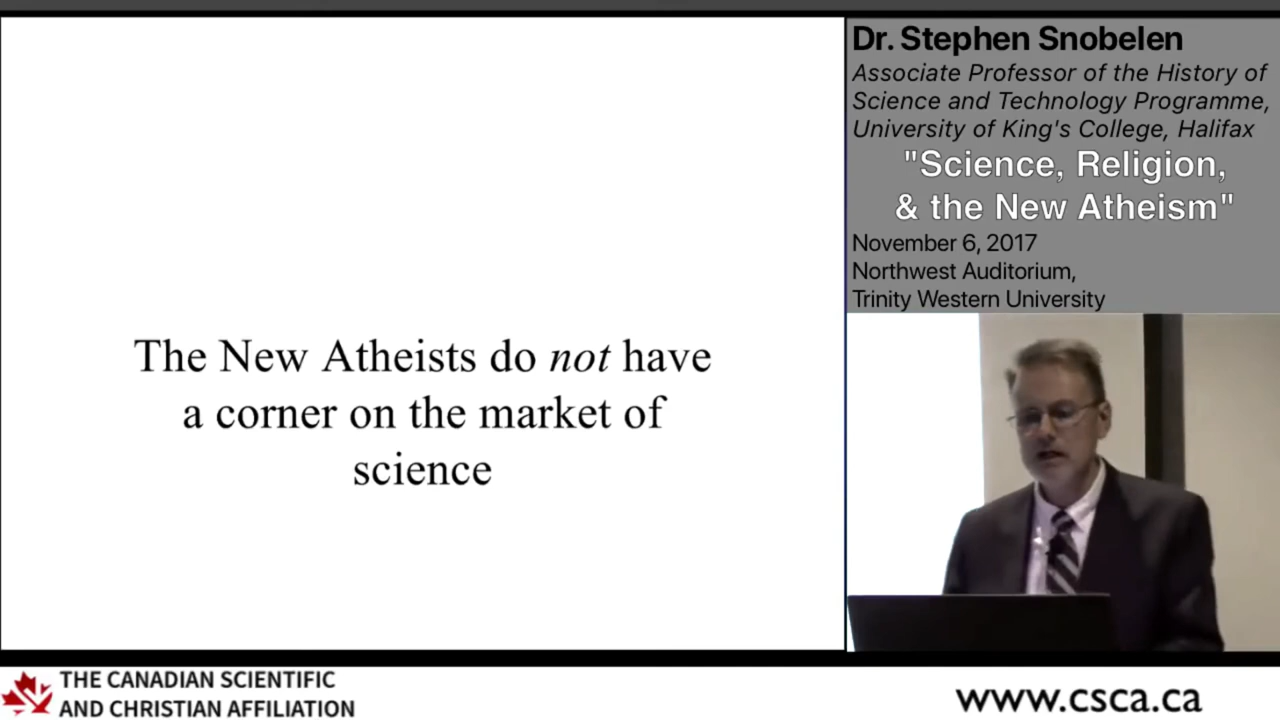 The New Atheists do not have
a corner on the market of
science
Dr. Stephen Snobelen
Associate Professor of the History of
Science and Technology Programme,
University of King's College, Halifax
"Science, Religion,
& the New Atheism"
November 6, 2017
Northwest Auditorium,
Trinity Western University
THE CANADIAN SCIENTIFIC
AND CHRISTIAN AFFILIATION
www.csca.ca